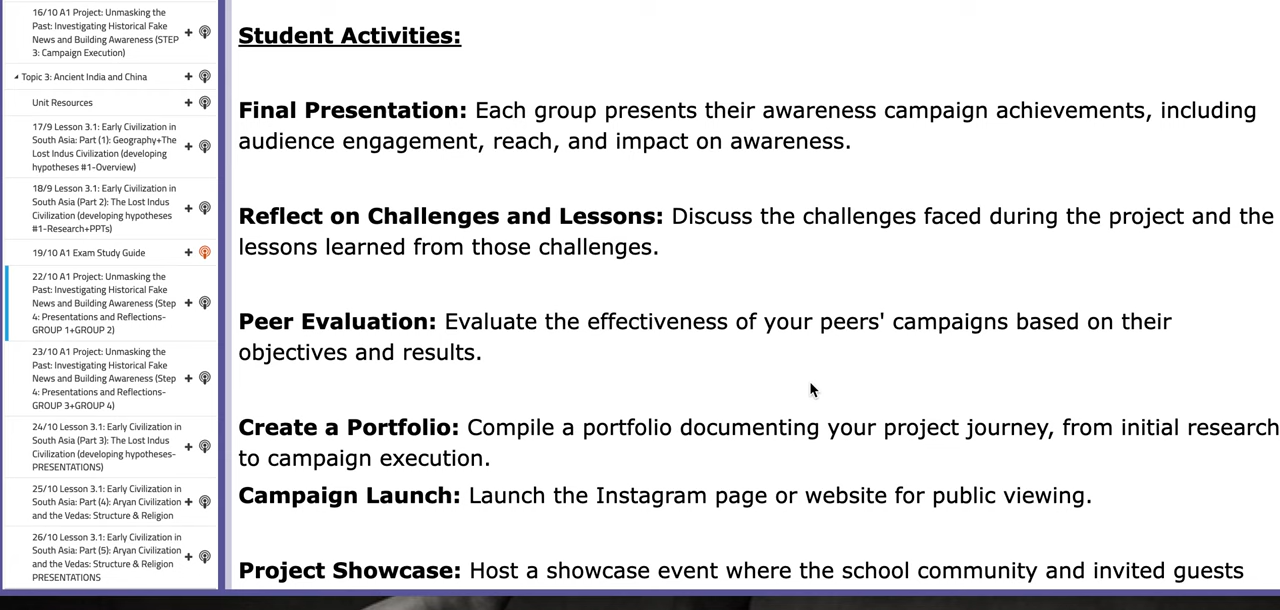 16/10 A1 Project: Unmasking the
Past: Investigating Historical Fake
News and Building Awareness (STEP
3: Campaign Execution)
Topic 3: Ancient India and China
Unit Resources
17/9 Lesson 3.1: Early Civilization in
South Asia: Part (1): Geography+The
Lost Indus Civilization (developing
hypotheses #1-Overview)
18/9 Lesson 3.1: Early Civilization in
South Asia (Part 2): The Lost Indus
Civilization (developing hypotheses
#1-Research+PPTs)
19/10 A1 Exam Study Guide
22/10 A1 Project: Unmasking the
Past: Investigating Historical Fake
News and Building Awareness (Step
4: Presentations and Reflections-
GROUP 1+GROUP 2)
23/10 A1 Project: Unmasking the
Past: Investigating Historical Fake
News and Building Awareness (Step
4: Presentations and Reflections-
GROUP 3+GROUP 4)
24/10 Lesson 3.1: Early Civilization in
South Asia (Part 3): The Lost Indus
Civilization (developing hypotheses-
PRESENTATIONS)
25/10 Lesson 3.1: Early Civilization in
South Asia: Part (4): Aryan Civilization
and the Vedas: Structure & Religion
26/10 Lesson 3.1: Early Civilization in
South Asia: Part (5): Aryan Civilization
and the Vedas: Structure & Religion
PRESENTATIONS
Student Activities:
Final Presentation: Each group presents their awareness campaign achievements, including
audience engagement, reach, and impact on awareness.
Reflect on Challenges and Lessons: Discuss the challenges faced during the project and the
lessons learned from those challenges.
Peer Evaluation: Evaluate the effectiveness of your peers' campaigns based on their
objectives and results.
Create a Portfolio: Compile a portfolio documenting your project journey, from initial research
to campaign execution.
Campaign Launch: Launch the Instagram page or website for public viewing.
Project Showcase: Host a showcase event where the school community and invited guests